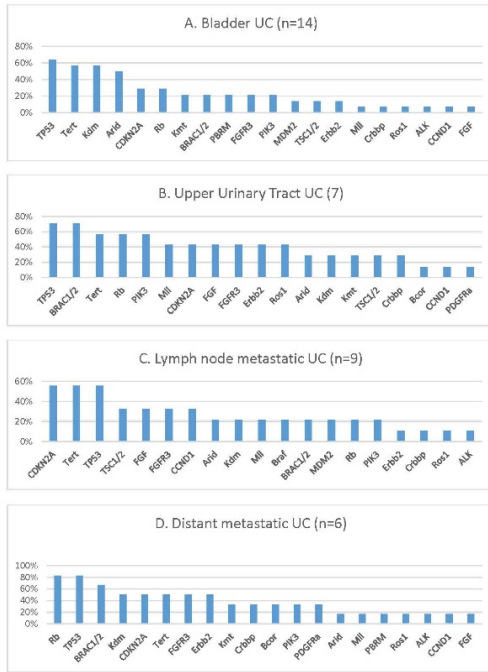 A. Bladder UC (n=14)
80%
60%
40%
20%
0%
TP53 Tert Kdm Arid CDKN2A Rb Kmt BRAC1/2 PBRM FGFR3 PIK3 MDM2 TSC1/2 Erbb2 Mll Crbbp Ros1 ALK CCND1 FGF
B. Upper Urinary Tract UC (7)
80%
60%
40%
20%
0%
TP53 BRAC1/2 Tert Rb PIK3 Mll CDKN2A FGF FGFR3 Erbb2 Ros1 Arid Kdm Kmt TSC1/2 Crbbp Bcor CCND1 PDGFRa
C. Lymph node metastatic UC (n=9)
60%
40%
20%
0%
CDKN2A Tert TP53 TSC1/2 FGF FGFR3 CCND1 Arid Kdm Mll Braf BRAC1/2 MDM2 Rb PIK3 Erbb2 Crbbp Ros1 ALK
D. Distant metastatic UC (n=6)
100%
80%
60%
40%
20%
0%
Rb TP53 BRAC1/2 Kdm CDKN2A Tert FGFR3 Erbb2 Kmt Crbbp Bcor PIK3 PDGFRa Arid Mll PBRM Ros1 ALK CCND1 FGF